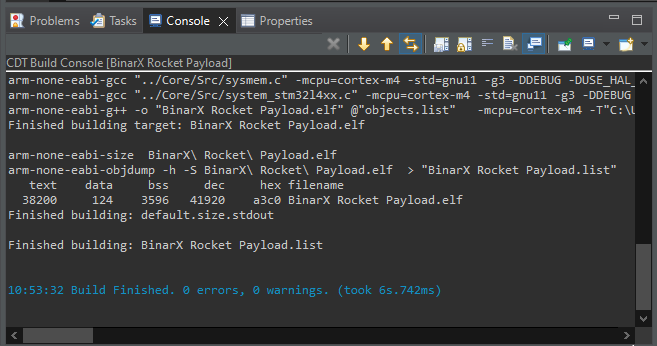 Problems Tasks Console Properties
CDT Build Console [BinarX Rocket Payload]
arm-none-eabi-gcc "../Core/Src/sysmem.c" -mcpu=cortex-m4 -std=gnu11 -g3 -DDEBUG -DUSE_HAL_
arm-none-eabi-gcc "../Core/Src/system_stm32l4xx.c" -mcpu=cortex-m4 -std=gnu11 -g3 -DDEBUG
arm-none-eabi-g++ -o "BinarX Rocket Payload.elf" @"objects.list"   -mcpu=cortex-m4 -T"C:\U
Finished building target: BinarX Rocket Payload.elf
arm-none-eabi-size  BinarX\ Rocket\ Payload.elf
arm-none-eabi-objdump -h -S BinarX\ Rocket\ Payload.elf  > "BinarX Rocket Payload.list"
   text    data     bss     dec     hex filename
  38200     124    3596   41920    a3c0 BinarX Rocket Payload.elf
Finished building: default.size.stdout
Finished building: BinarX Rocket Payload.list
10:53:32 Build Finished. 0 errors, 0 warnings. (took 6s.742ms)